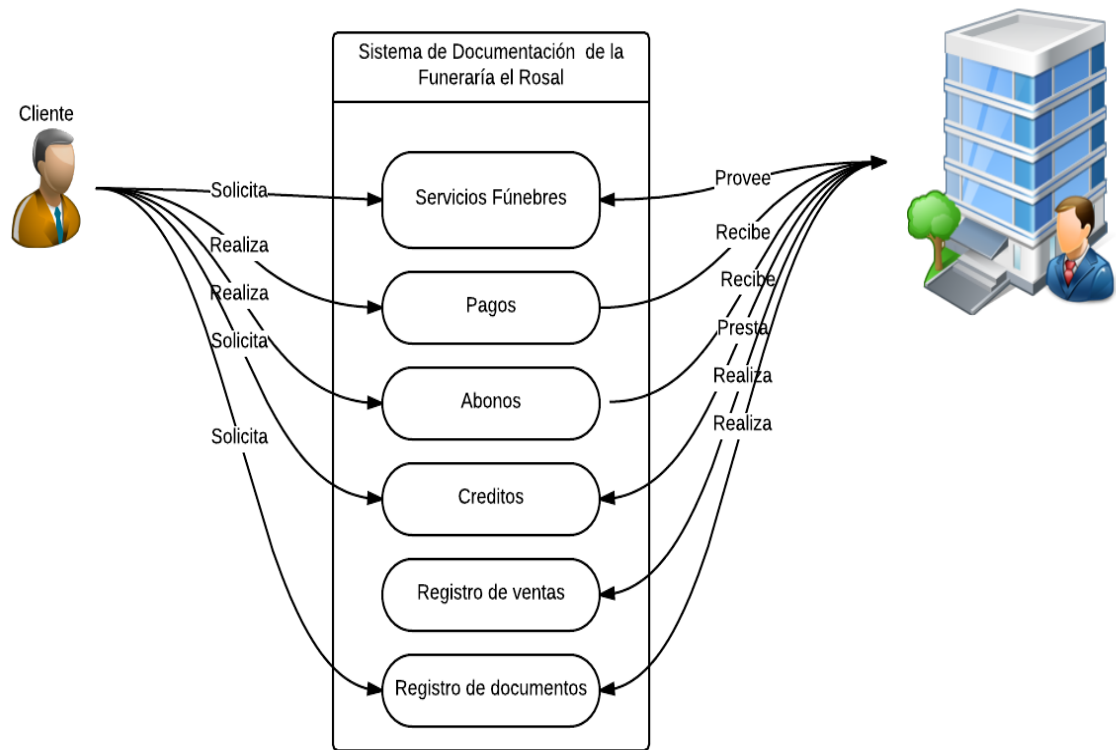 Sistema de Documentación de la
Funeraría el Rosal
Cliente
Solicita
Servicios Fúnebres
Provee
Realiza
Recibe
Realiza
Pagos
Recibe
Solicita
Presta
Abonos
Realiza
Solicita
Realiza
Creditos
Registro de ventas
Registro de documentos